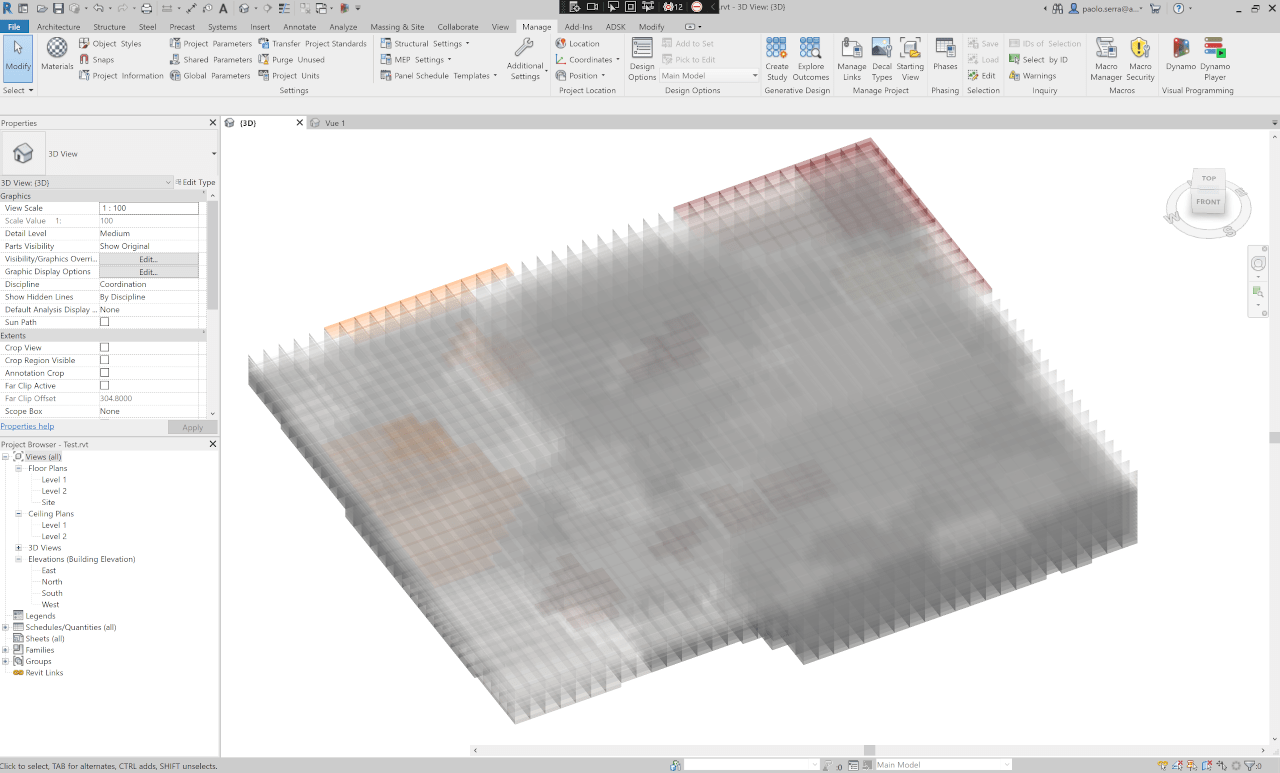 12
.rvt - 3D View: {3D}
paolo.serra@a...
File Architecture Structure Steel Precast Systems Insert Annotate Analyze Massing & Site Collaborate View Manage Add-Ins ADSK Modify
Modify
Select
Materials
Object Styles
Snaps
Project Information
Project Parame
Shared Parame
Global Parameters
Transfer Project Standards
Purge Unused
Project Units
Structural Settings
MEP Settings
Panel Schedule Templates
Settings
Settings
Location
Position
Project Location
Design Options
Add to Set
Pick to Edit
Main Model
Design Options
Create Study
Explore Outcomes
Generative Design
Manage Links
Decal Types
Starting View
Manage Project
Phases
Phasing
Save
Load
Edit
Selection
IDs of Selection
Select by ID
Warnings
Inquiry
Macro Manager
Macro Security
Macros
Dynamo
Dynamo Player
Visual Programming
Properties
3D View
3D View: {3D}
Edit Type
Graphics
View Scale 1 : 100
Scale Value 1: 100
Detail Level Medium
Parts Visibility Show Original
Visibility/Graphics Overri... Edit...
Graphic Display Options Edit...
Discipline Coordination
Show Hidden Lines By Discipline
Default Analysis Display ... None
Sun Path
Extents
Crop View
Crop Region Visible
Annotation Crop
Far Clip Active
Far Clip Offset 304.8000
Scope Box None
Properties help
Apply
Project Browser - Test.rvt
Views (all)
Floor Plans
Level 1
Level 2
Site
Ceiling Plans
Level 1
Level 2
3D Views
Elevations (Building Elevation)
East
North
South
West
Legends
Schedules/Quantities (all)
Sheets (all)
Families
Groups
Revit Links
{3D}
Vue 1
TOP
FRONT
W
S
Click to select, TAB for alternates, CTRL adds, SHIFT unselects.
:0
Main Model
:0